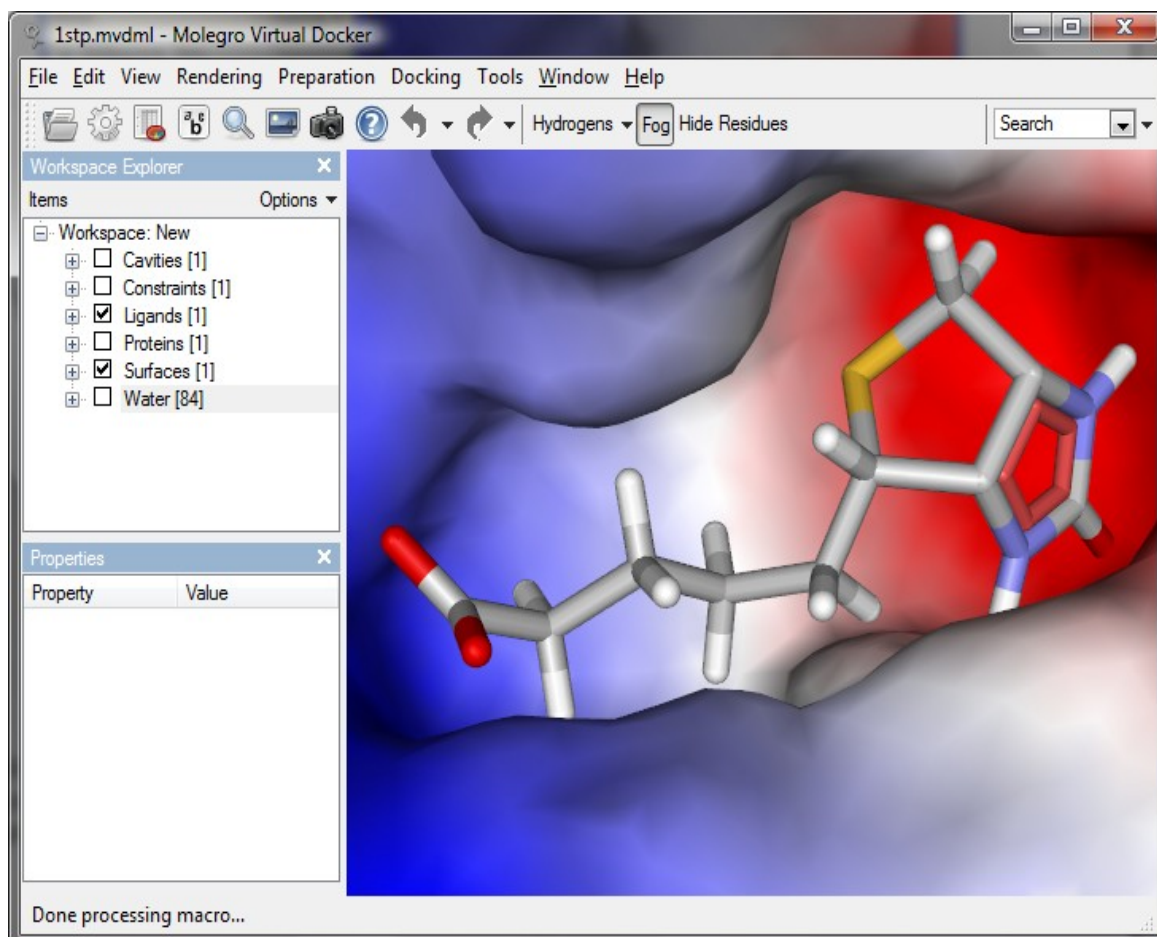 1stp.mvdml - Molegro Virtual Docker
File Edit View Rendering Preparation Docking Tools Window Help
Hydrogens Fog Hide Residues Search
Workspace Explorer
Items Options
Workspace: New
Cavities [1]
Constraints [1]
Ligands [1]
Proteins [1]
Surfaces [1]
Water [84]
Properties
Property Value
Done processing macro...